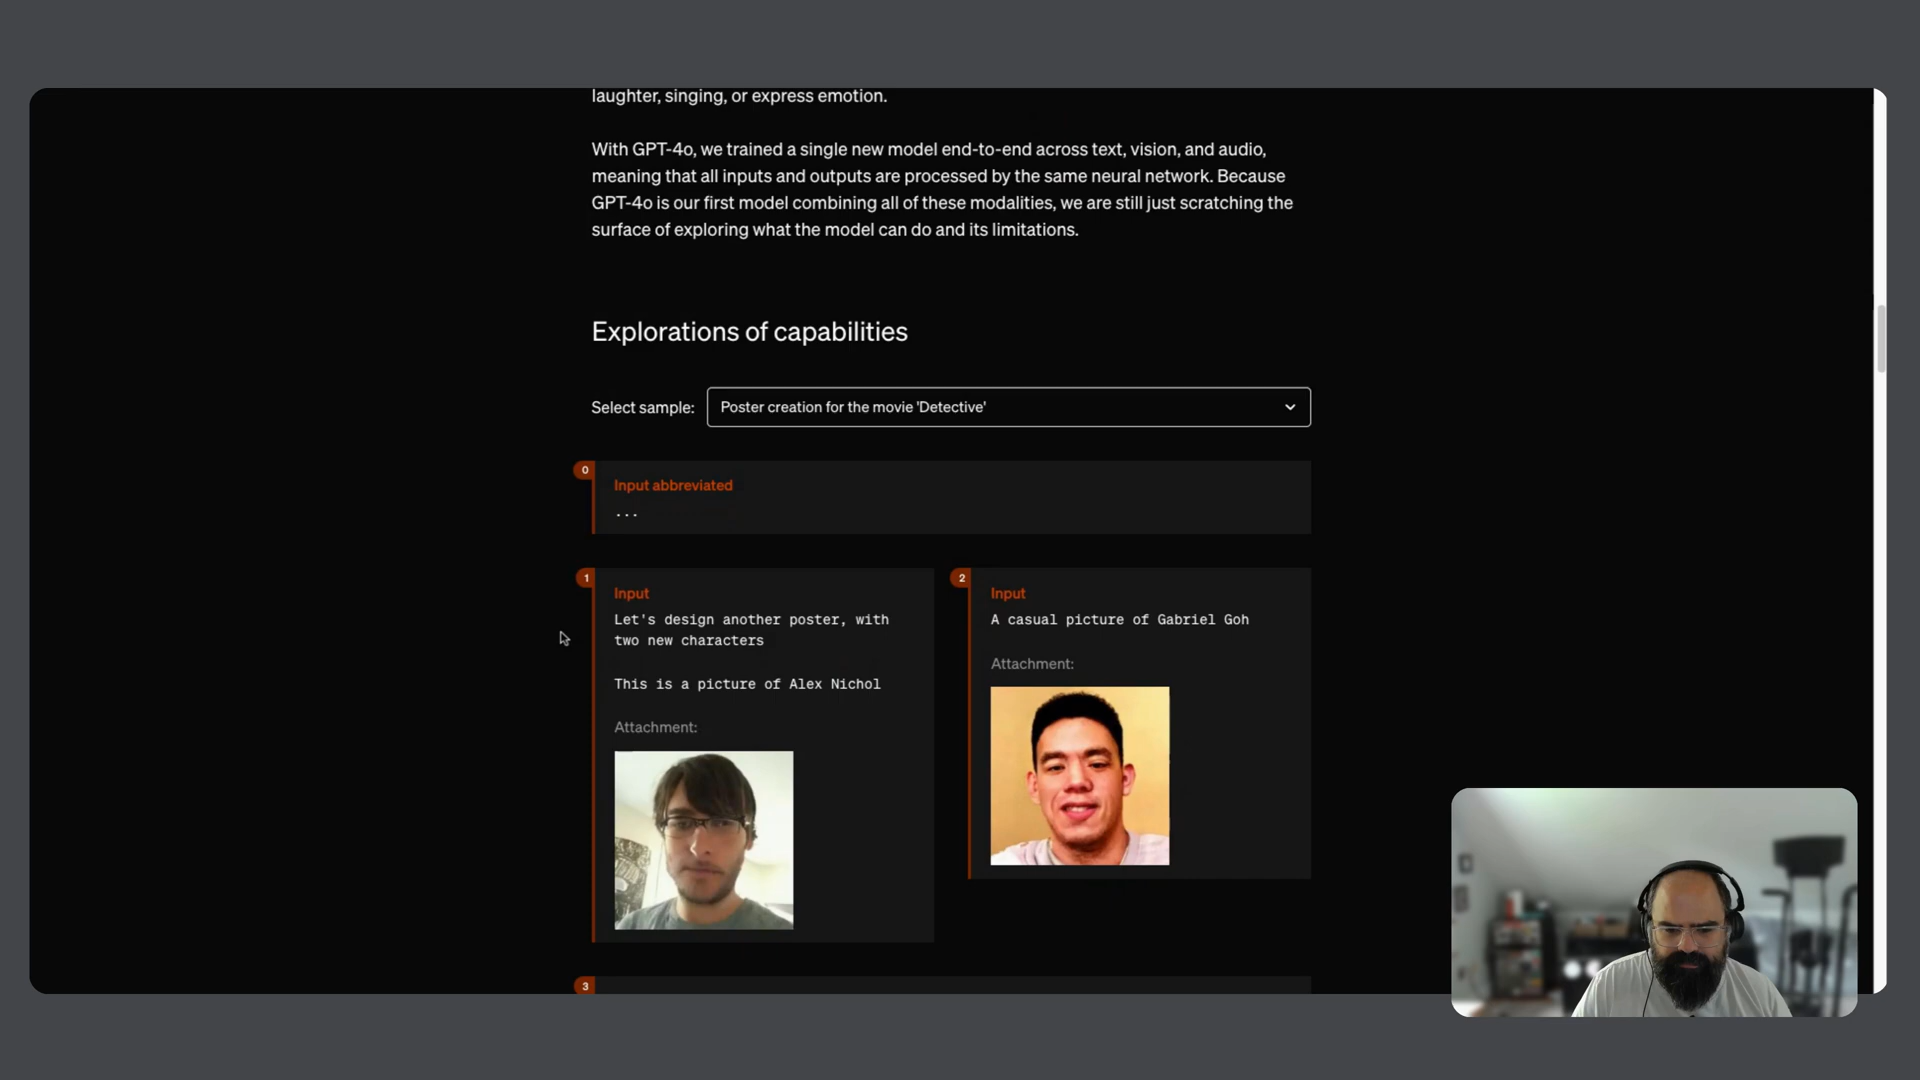 laughter, singing, or express emotion.
With GPT-4o, we trained a single new model end-to-end across text, vision, and audio,
meaning that all inputs and outputs are processed by the same neural network. Because
GPT-4o is our first model combining all of these modalities, we are still just scratching the
surface of exploring what the model can do and its limitations.
Explorations of capabilities
Select sample:
Poster creation for the movie 'Detective'
0
Input abbreviated
...
1
Input
Let's design another poster, with
two new characters
This is a picture of Alex Nichol
Attachment:
2
Input
A casual picture of Gabriel Goh
Attachment:
3